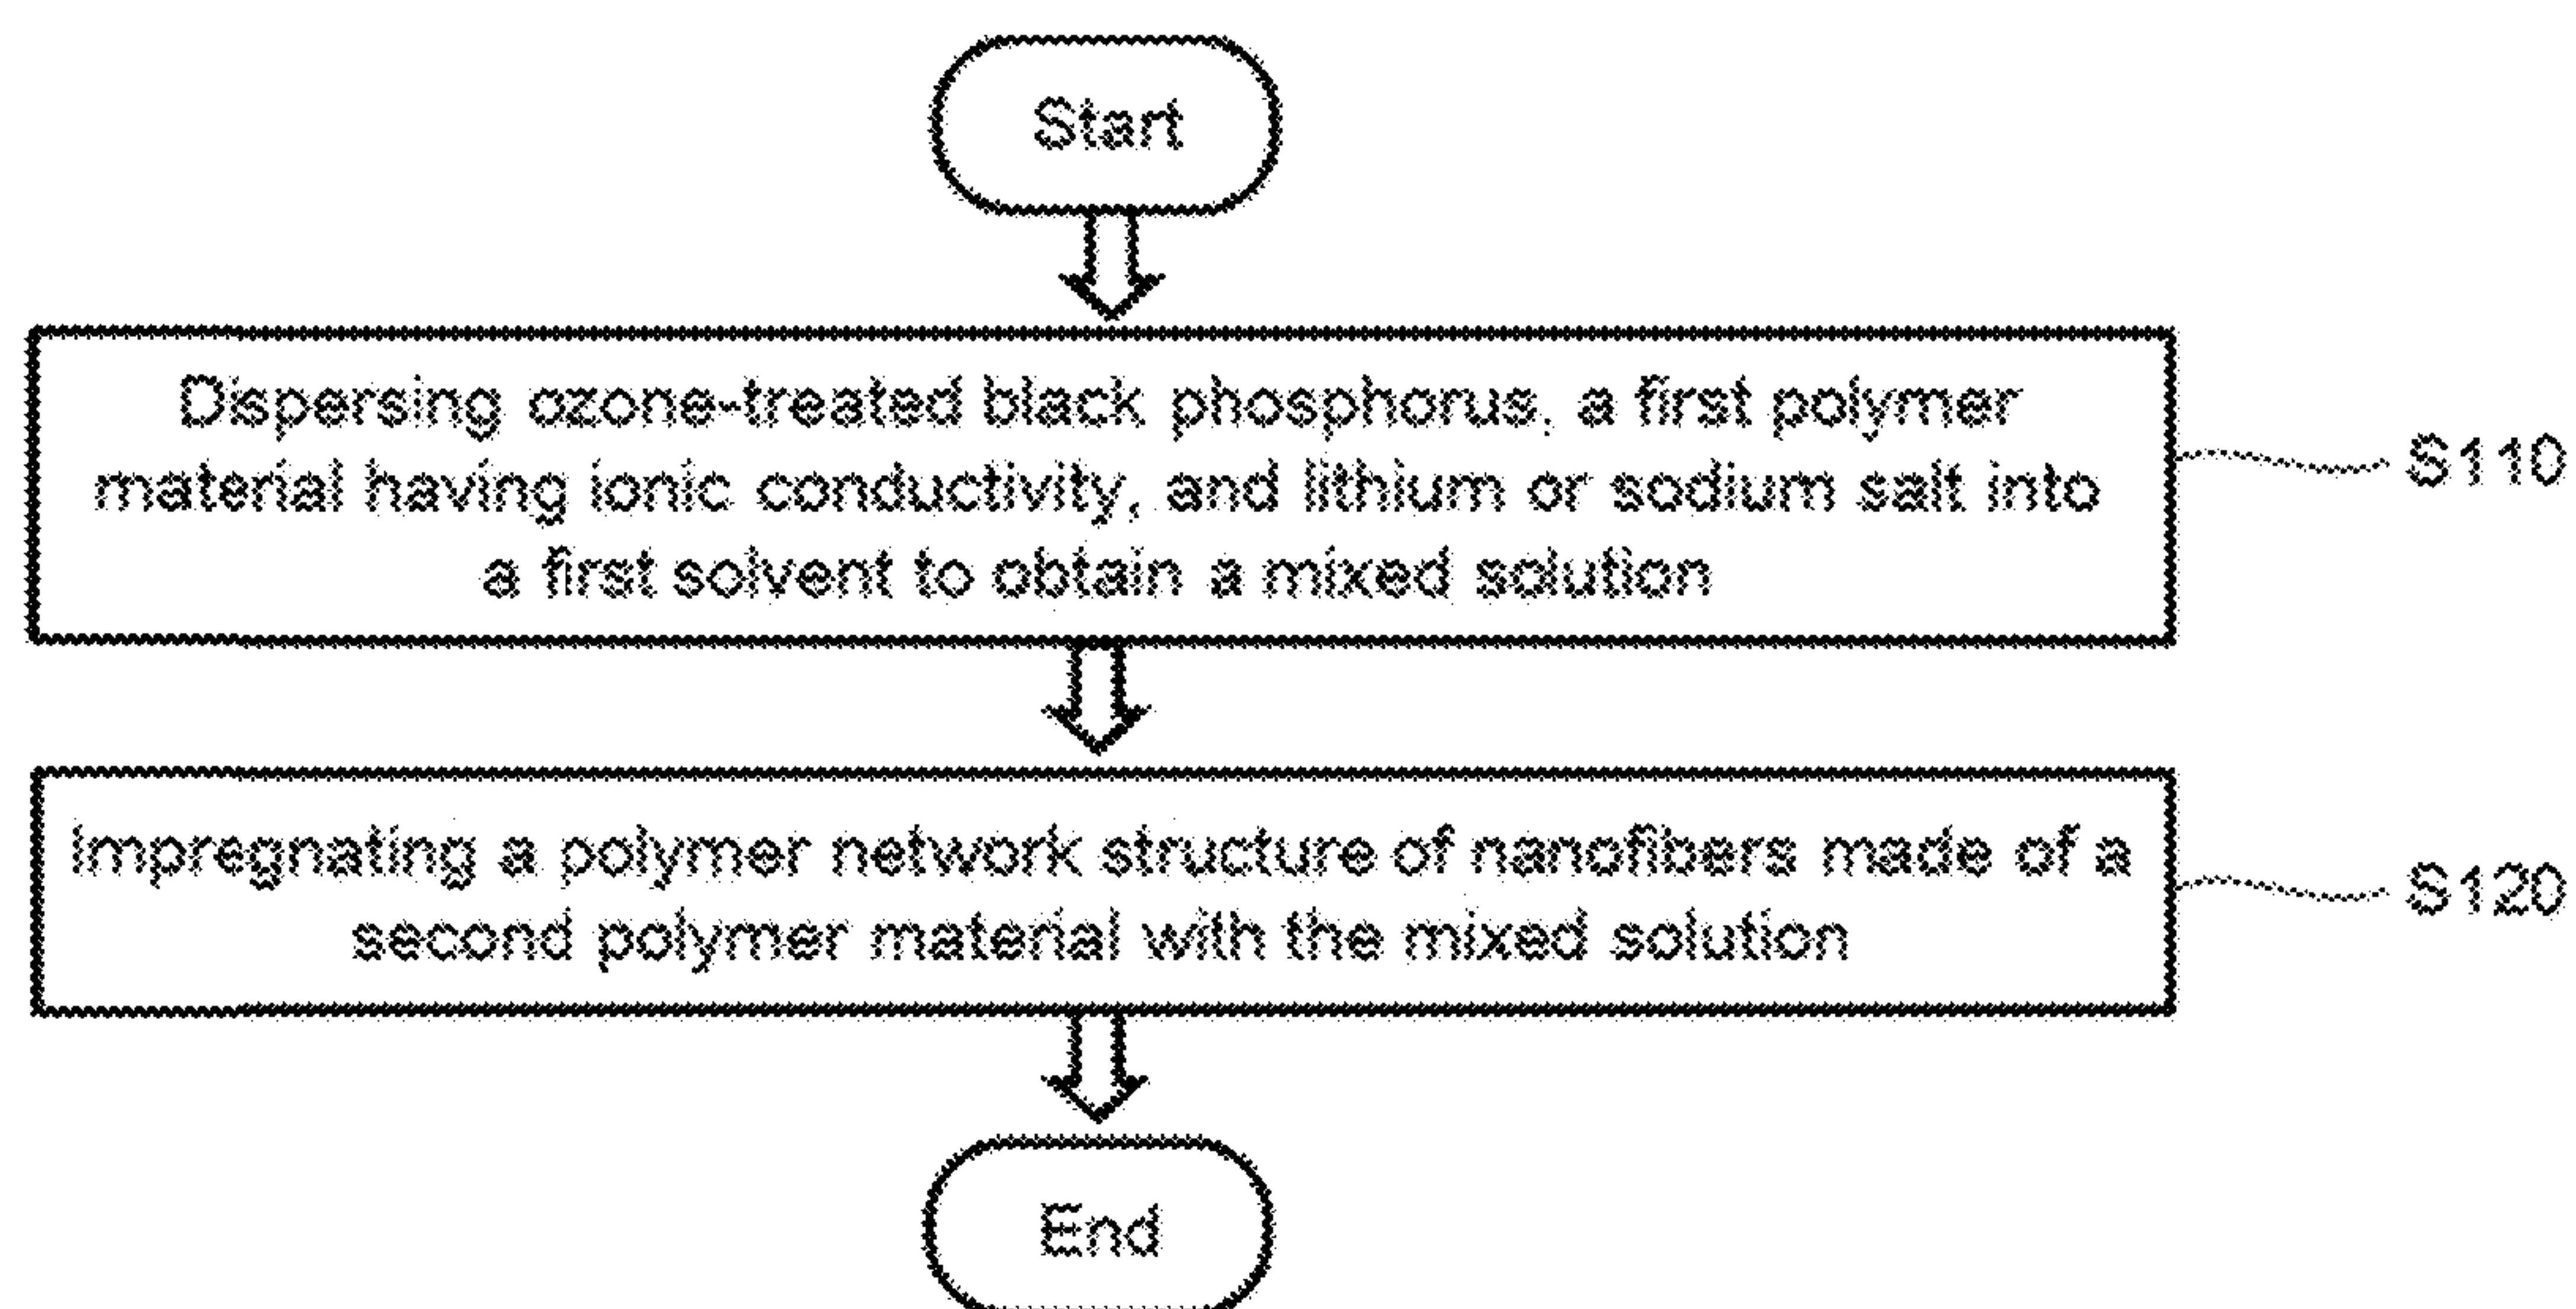 Start
Dispersing ozone-treated black phosphorus, a first polymer
material having ionic conductivity, and lithium or sodium salt into
a first solvent to obtain a mixed solution
S110
Impregnating a polymer network structure of nanofibers made of a
second polymer material with the mixed solution
S120
End